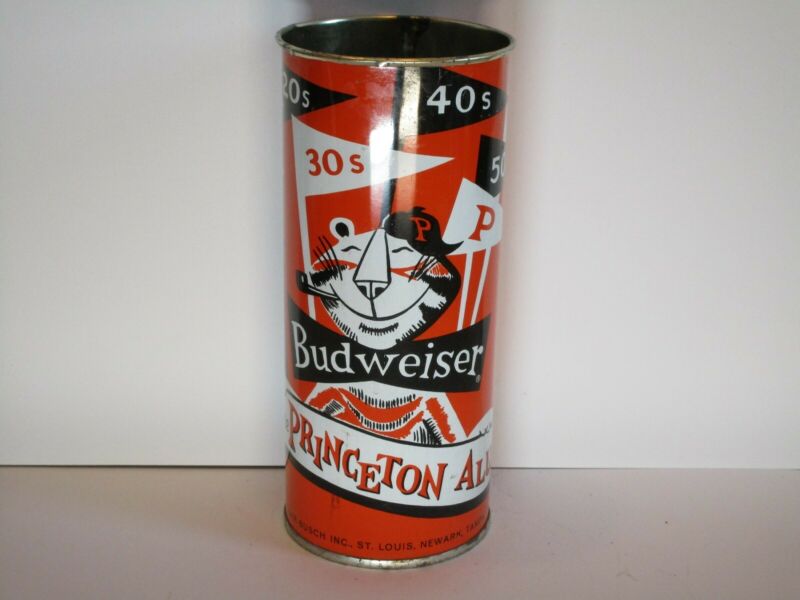 20s
40s
30s
50
P
P
Budweiser®
PRINCETON AL
BUSCH INC., ST. LOUIS, NEWARK,